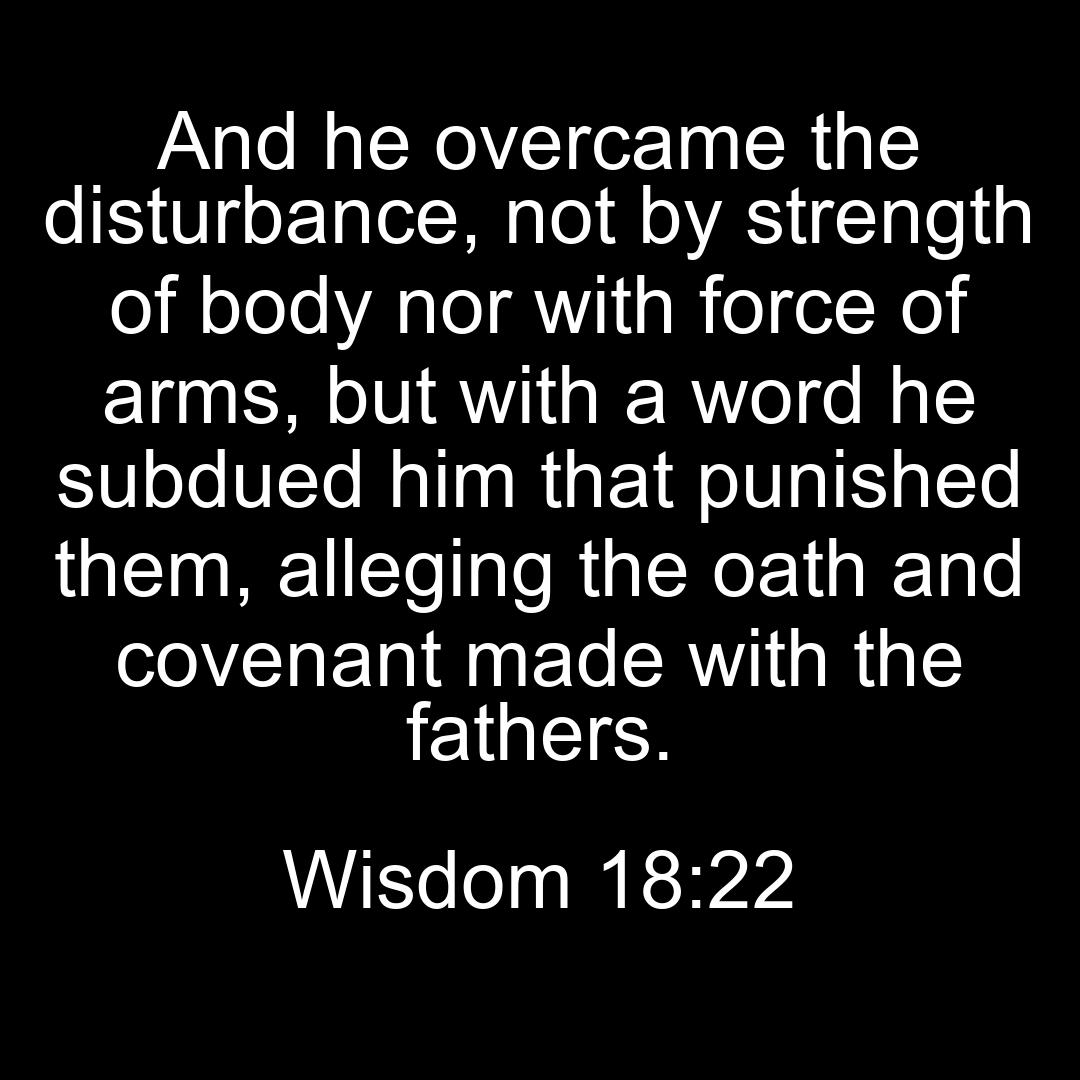 And he overcame the
disturbance, not by strength
of body nor with force of
arms, but with a word he
subdued him that punished
them, alleging the oath and
covenant made with the
fathers.
Wisdom 18:22